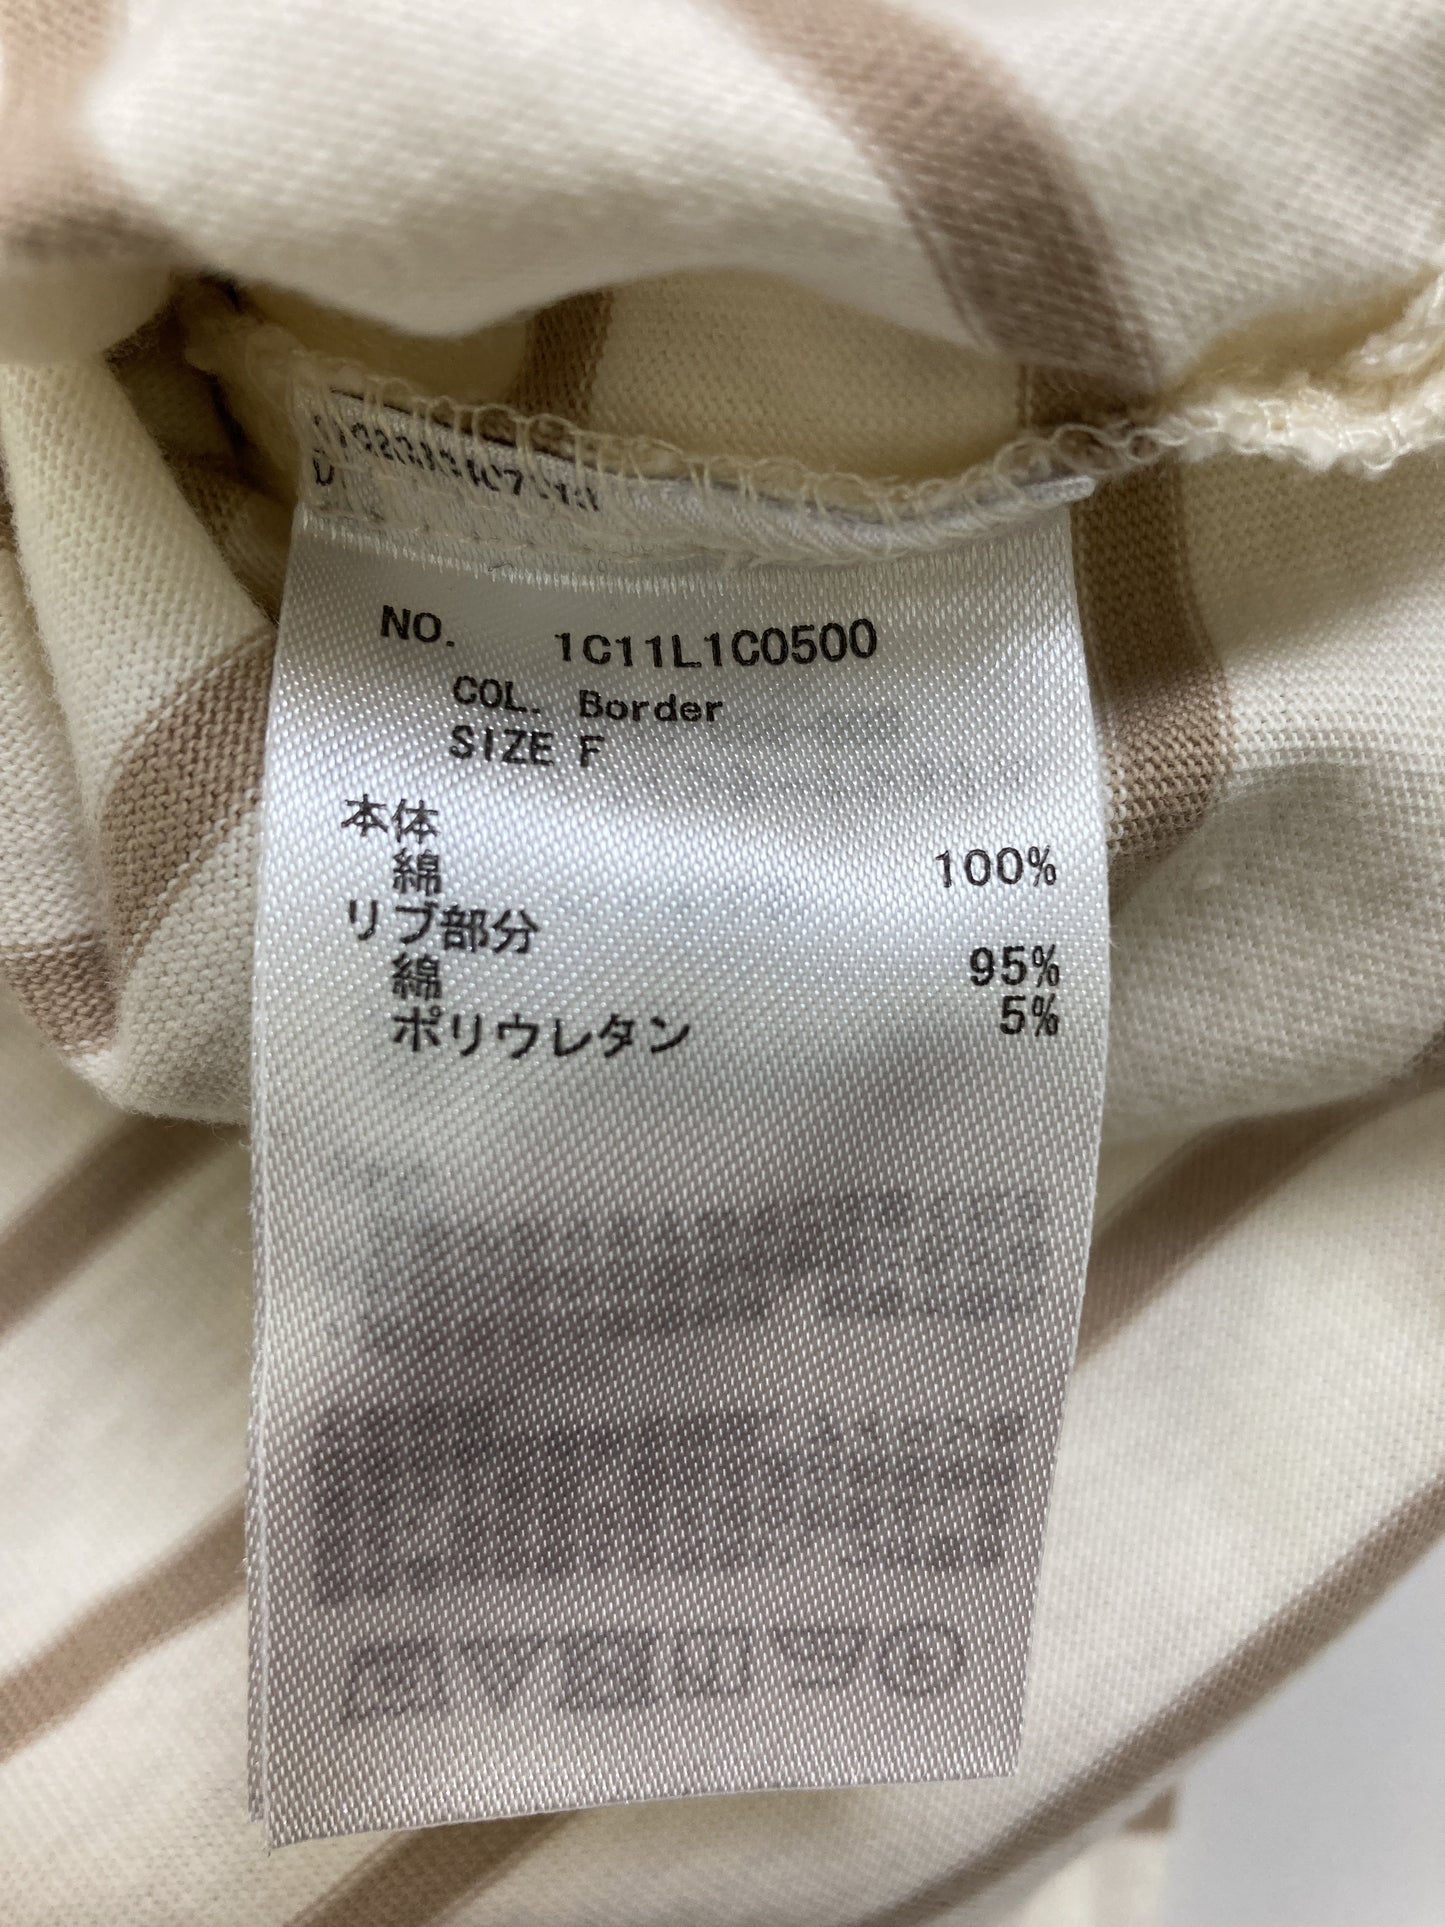 NO. 1C11L1C0500
COL. Border
SIZE F
本体
綿 100%
リブ部分
綿 95%
ポリウレタン 5%